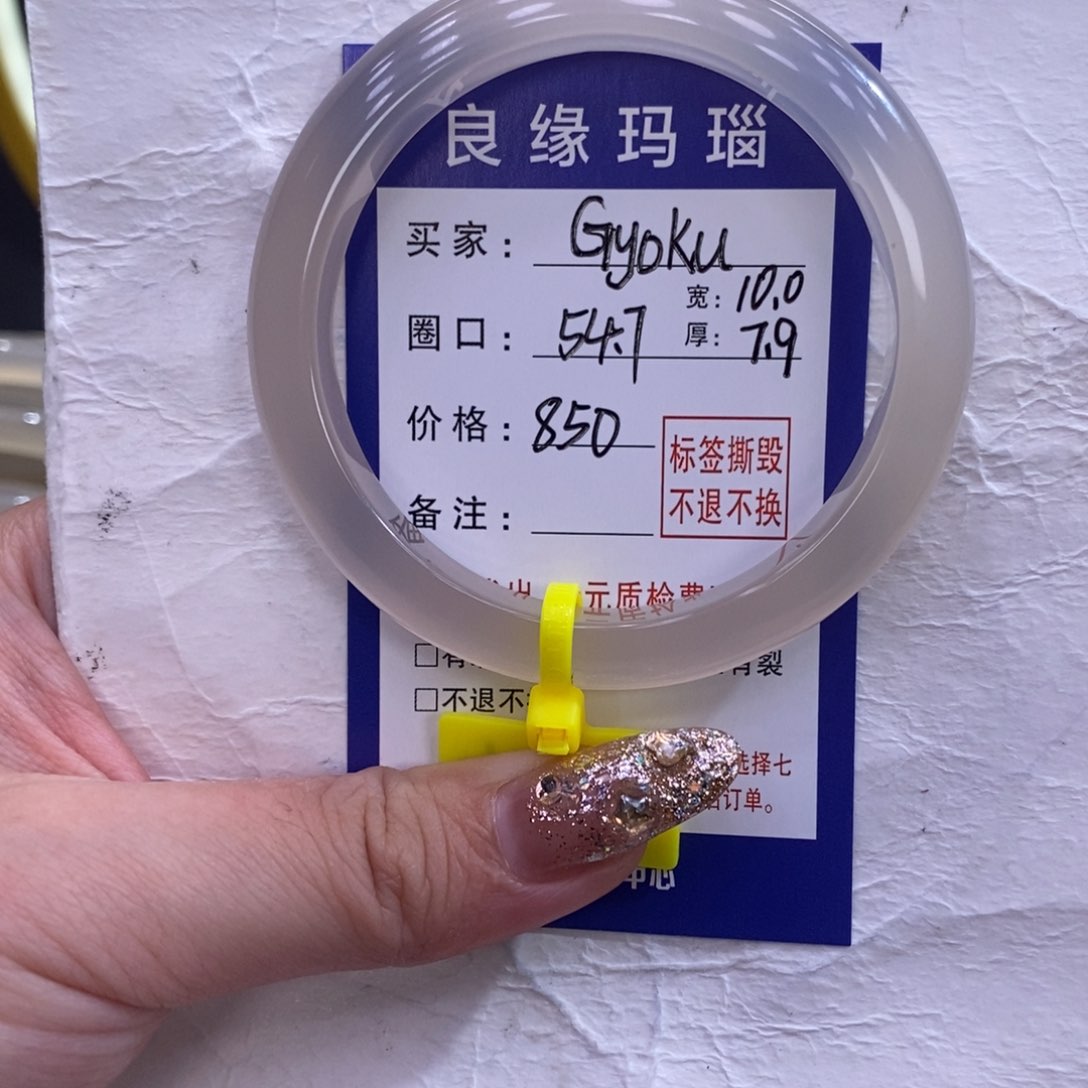 良缘玛瑙
买家： Gyoku
宽：10.0
圈口： 54.7
厚：7.9
价格： 850
标签撕毁
不退不换
备注：
元质检费
有 有裂
不退不
选择七
订单。
中心